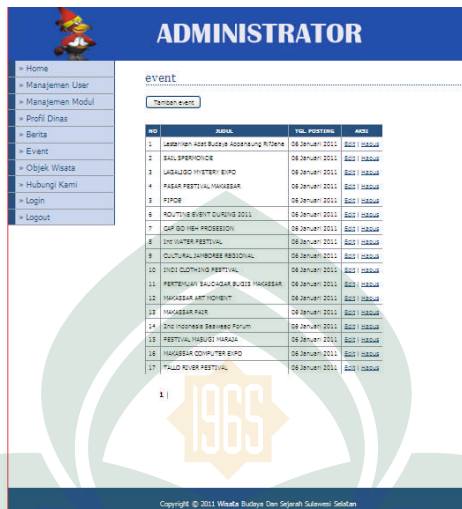 ADMINISTRATOR
» Home
» Manajemen User
» Manajemen Modul
» Profil Dinas
» Berita
» Event
» Objek Wisata
» Hubungi Kami
» Login
» Logout
event
Tambah event
NO JUDUL TGL. POSTING AKSI
1 Lestarikan Adat Budaya 06 Januari 2011 Edit | Hapus
2 SAIL SPERMONDE 06 Januari 2011 Edit | Hapus
3 LAGALIGO MYSTERY EXPO 06 Januari 2011 Edit | Hapus
4 PASAR FESTIVAL MAKASSAR 06 Januari 2011 Edit | Hapus
5 06 Januari 2011 Edit | Hapus
6 ROUTINE EVENT DURING 2011 06 Januari 2011 Edit | Hapus
7 CAP GO MEH PROSESION 06 Januari 2011 Edit | Hapus
8 WATER FESTIVAL 06 Januari 2011 Edit | Hapus
9 CULTURAL JAMBOREE REGIONAL 06 Januari 2011 Edit | Hapus
10 INDI CLOTHING FESTIVAL 06 Januari 2011 Edit | Hapus
11 PERTEMUAN SAUDAGAR BUGIS MAKASSAR 06 Januari 2011 Edit | Hapus
12 MAKASSAR ART MOMENT 06 Januari 2011 Edit | Hapus
13 MAKASSAR FAIR 06 Januari 2011 Edit | Hapus
14 2nd Indonesia Seaweed Forum 06 Januari 2011 Edit | Hapus
15 FESTIVAL MARAJA 06 Januari 2011 Edit | Hapus
16 MAKASSAR COMPUTER EXPO 06 Januari 2011 Edit | Hapus
17 TALLO RIVER FESTIVAL 06 Januari 2011 Edit | Hapus
1 |
1965
Copyright © 2011 Wisata Budaya Dan Sejarah Sulawesi Selatan